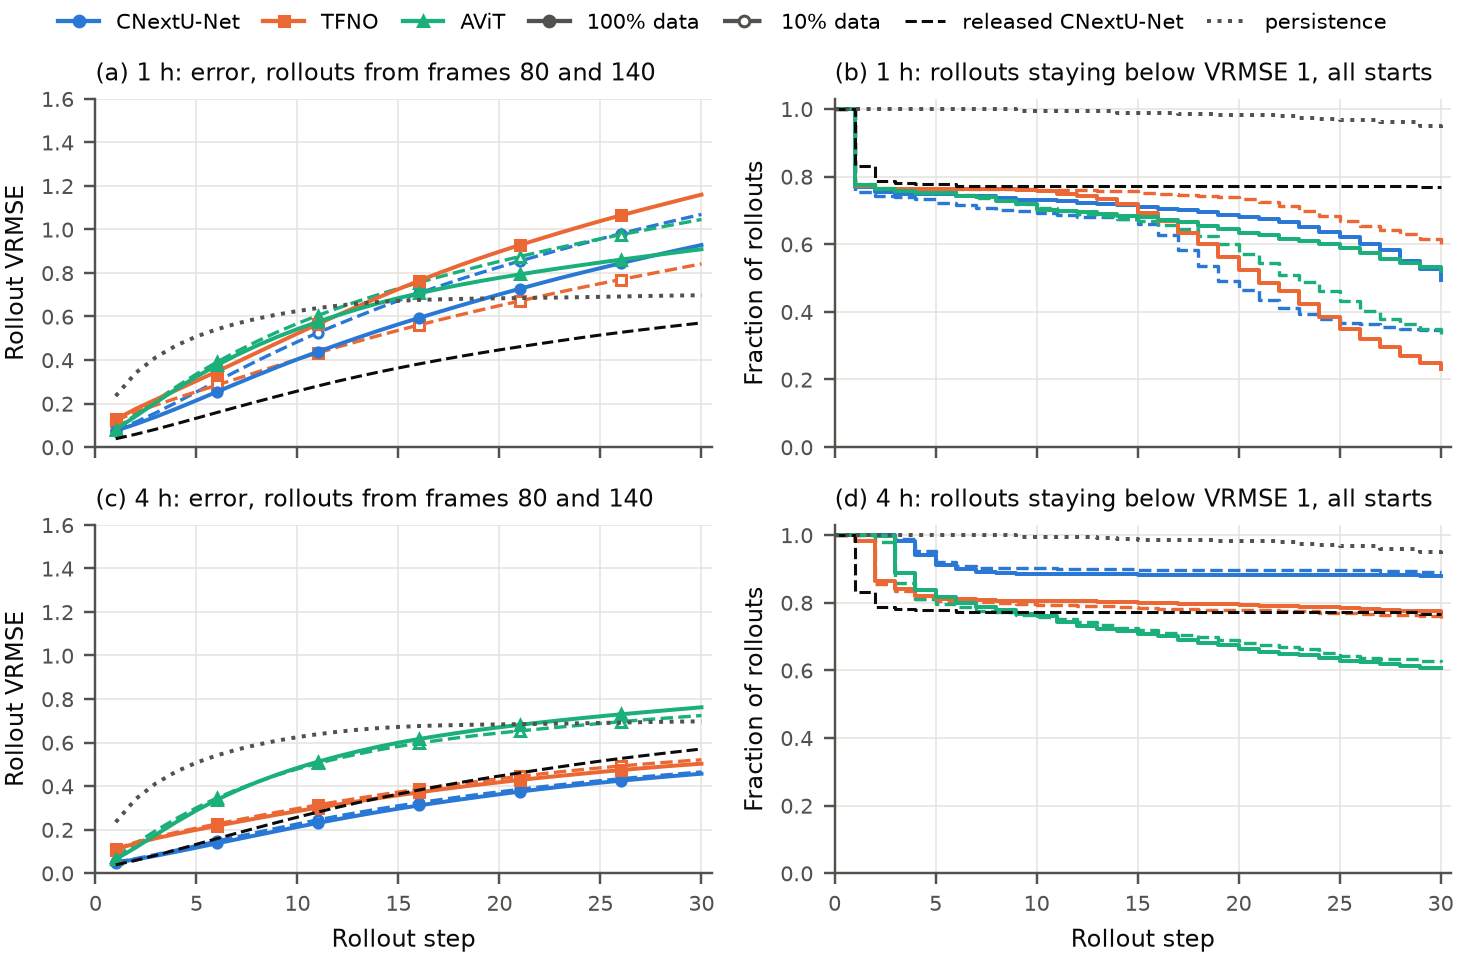 CNextU-Net TFNO AViT 100% data 10% data released CNextU-Net persistence
(a) 1 h: error, rollouts from frames 80 and 140
Rollout VRMSE
1.6
1.4
1.2
1.0
0.8
0.6
0.4
0.2
0.0
(b) 1 h: rollouts staying below VRMSE 1, all starts
Fraction of rollouts
1.0
0.8
0.6
0.4
0.2
0.0
(c) 4 h: error, rollouts from frames 80 and 140
Rollout VRMSE
1.6
1.4
1.2
1.0
0.8
0.6
0.4
0.2
0.0
0 5 10 15 20 25 30
Rollout step
(d) 4 h: rollouts staying below VRMSE 1, all starts
Fraction of rollouts
1.0
0.8
0.6
0.4
0.2
0.0
0 5 10 15 20 25 30
Rollout step